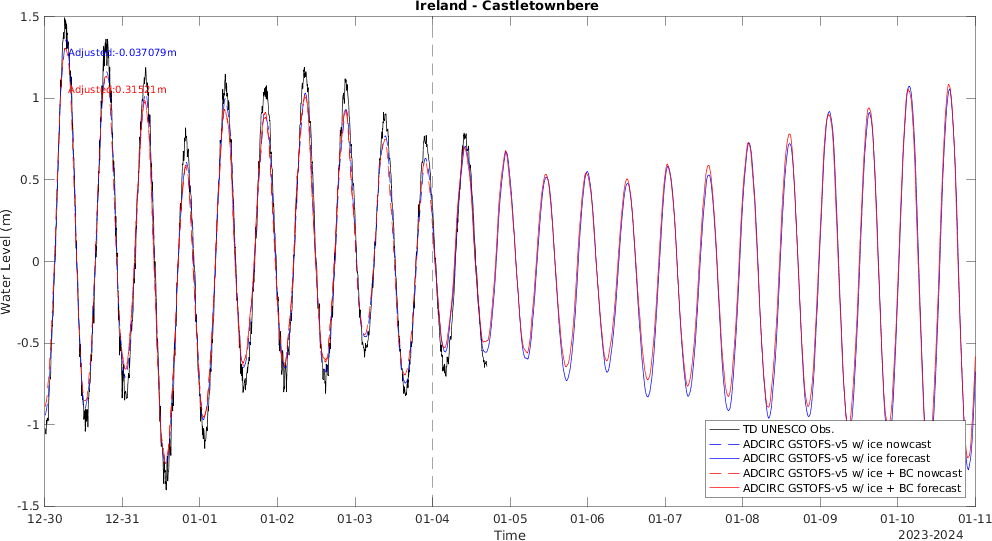 Ireland - Castletownbere
Water Level (m)
1.5
1
0.5
0
-0.5
-1
-1.5
Adjusted:-0.037079m
Adjusted:0.31521m
TD UNESCO Obs.
ADCIRC GSTOFS-v5 w/ ice nowcast
ADCIRC GSTOFS-v5 w/ ice forecast
ADCIRC GSTOFS-v5 w/ ice + BC nowcast
ADCIRC GSTOFS-v5 w/ ice + BC forecast
12-30 12-31 01-01 01-02 01-03 01-04 01-05 01-06 01-07 01-08 01-09 01-10 01-11
Time
2023-2024